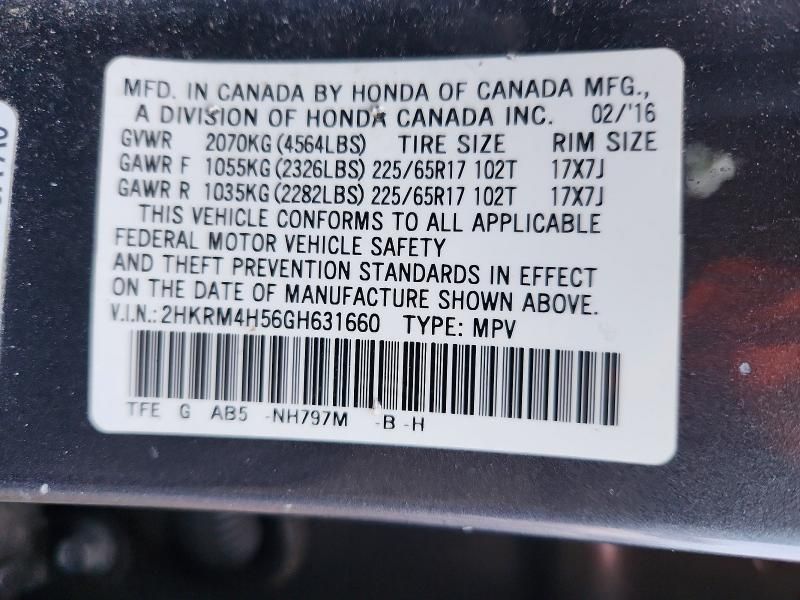 MFD. IN CANADA BY HONDA OF CANADA MFG.,
A DIVISION OF HONDA CANADA INC. 02/'16
GVWR 2070KG (4564LBS) TIRE SIZE RIM SIZE
GAWR F 1055KG (2326LBS) 225/65R17 102T 17X7J
GAWR R 1035KG (2282LBS) 225/65R17 102T 17X7J
THIS VEHICLE CONFORMS TO ALL APPLICABLE
FEDERAL MOTOR VEHICLE SAFETY
AND THEFT PREVENTION STANDARDS IN EFFECT
ON THE DATE OF MANUFACTURE SHOWN ABOVE.
V.I.N.: 2HKRM4H56GH631660 TYPE: MPV
TFE G AB5 -NH797M -B -H